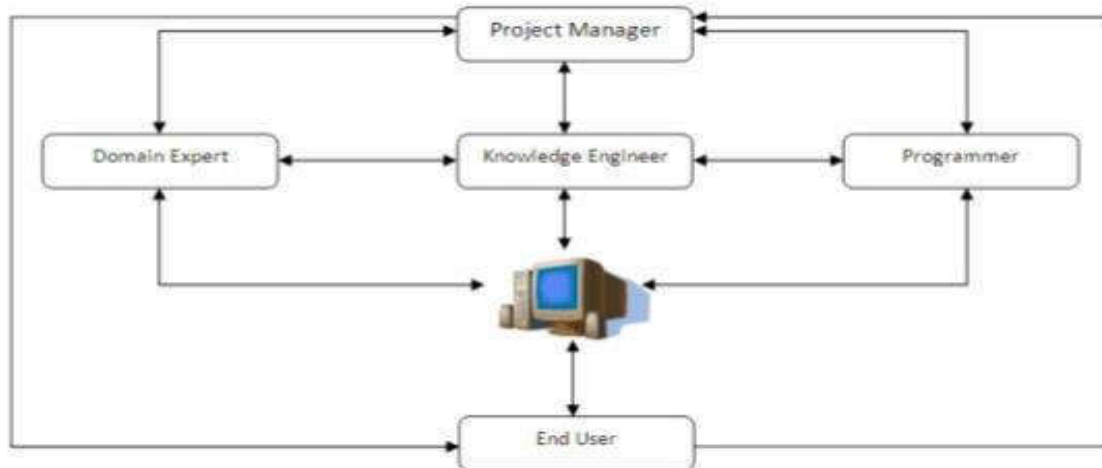 Project Manager
Domain Expert
Knowledge Engineer
Programmer
End User